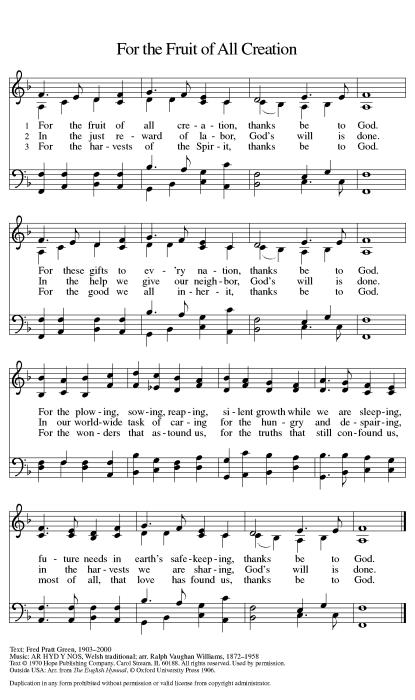 For the Fruit of All Creation
1 For the fruit of all cre - a - tion, thanks be to God.
2 In the just re - ward of la - bor, God's will is done.
3 For the har - vests of the Spir - it, thanks be to God.
For these gifts to ev - 'ry na - tion, thanks be to God.
In the help we give our neigh - bor, God's will is done.
For the good we all in - her - it, thanks be to God.
For the plow - ing, sow - ing, reap - ing, si - lent growth while we are sleep - ing,
In our world - wide task of car - ing for the hun - gry and de - spair - ing,
For the won - ders that as - tound us, for the truths that still con - found us,
fu - ture needs in earth's safe - keep - ing, thanks be to God.
in the har - vests we are shar - ing, God's will is done.
most of all, that love has found us, thanks be to God.
Text: Fred Pratt Green, 1903–2000
Music: AR HYD Y NOS, Welsh traditional; arr. Ralph Vaughan Williams, 1872–1958
Text © 1970 Hope Publishing Company, Carol Stream, IL 60188. All rights reserved. Used by permission.
Outside USA: Arr. from The English Hymnal, © Oxford University Press 1906.
Duplication in any form prohibited without permission or valid license from copyright administrator.